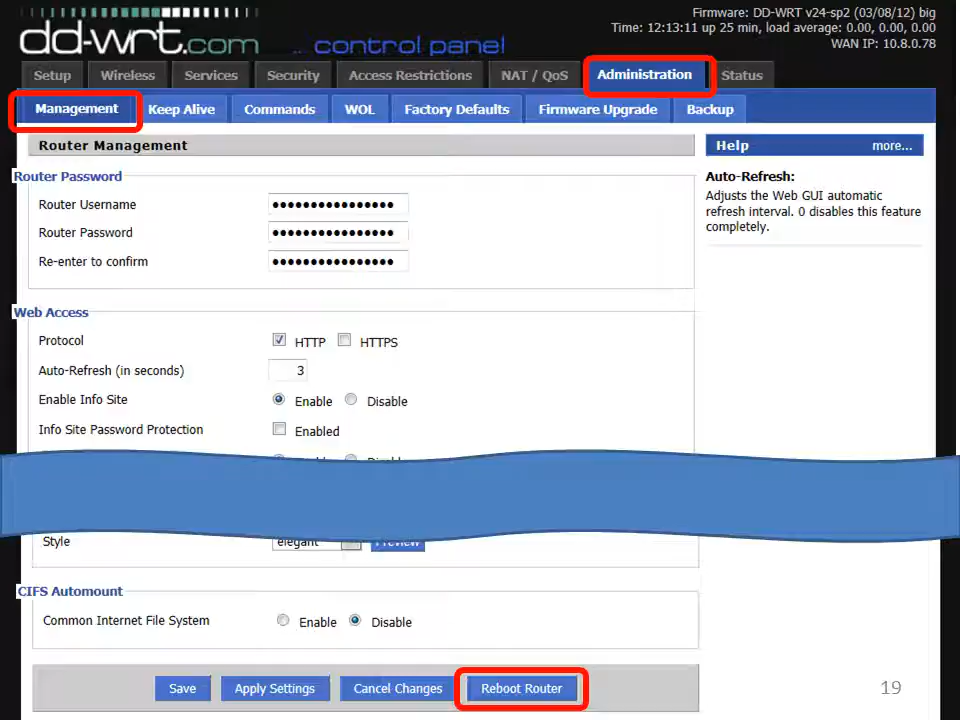 Firmware: DD-WRT v24-sp2 (03/08/12) big
Time: 12:13:11 up 25 min, load average: 0.00, 0.00, 0.00
WAN IP: 10.8.0.78
dd-wrt.com ... control panel
Setup Wireless Services Security Access Restrictions NAT / QoS Administration Status
Management Keep Alive Commands WOL Factory Defaults Firmware Upgrade Backup
Router Management
Router Password
Router Username
Router Password
Re-enter to confirm
Web Access
Protocol HTTP HTTPS
Auto-Refresh (in seconds) 3
Enable Info Site Enable Disable
Info Site Password Protection Enabled
Style elegant Preview
CIFS Automount
Common Internet File System Enable Disable
Save Apply Settings Cancel Changes Reboot Router
Help more...
Auto-Refresh:
Adjusts the Web GUI automatic
refresh interval. 0 disables this feature
completely.
19